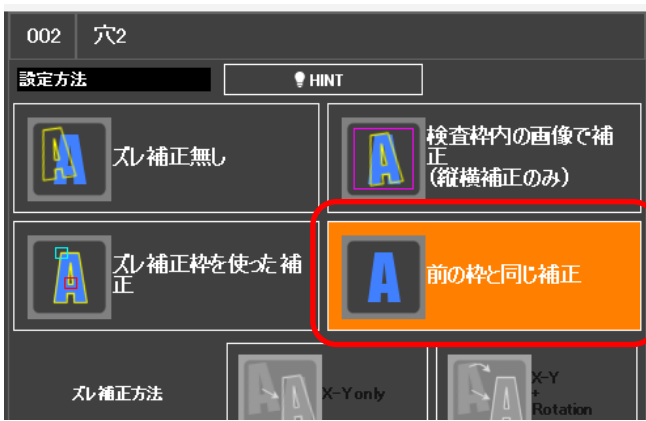 002 穴2
設定方法 HINT
ズレ補正無し
検査枠内の画像で補
正
(縦横補正のみ)
ズレ補正枠を使った補
正
前の枠と同じ補正
ズレ補正方法
X-Y only
X-Y
+
Rotation